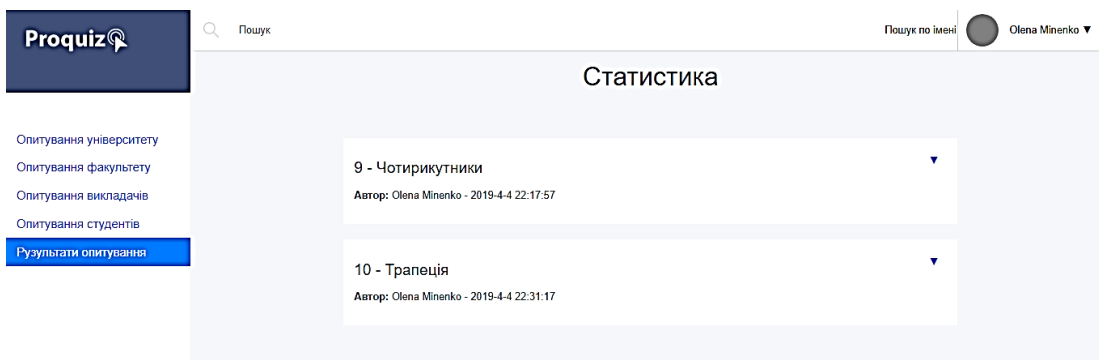 Proquiz
Пошук
Пошук по імені
Olena Minenko ▼
Статистика
Опитування університету
Опитування факультету
Опитування викладачів
Опитування студентів
Рузультати опитування
9 - Чотирикутники
Автор: Olena Minenko - 2019-4-4 22:17:57
10 - Трапеція
Автор: Olena Minenko - 2019-4-4 22:31:17